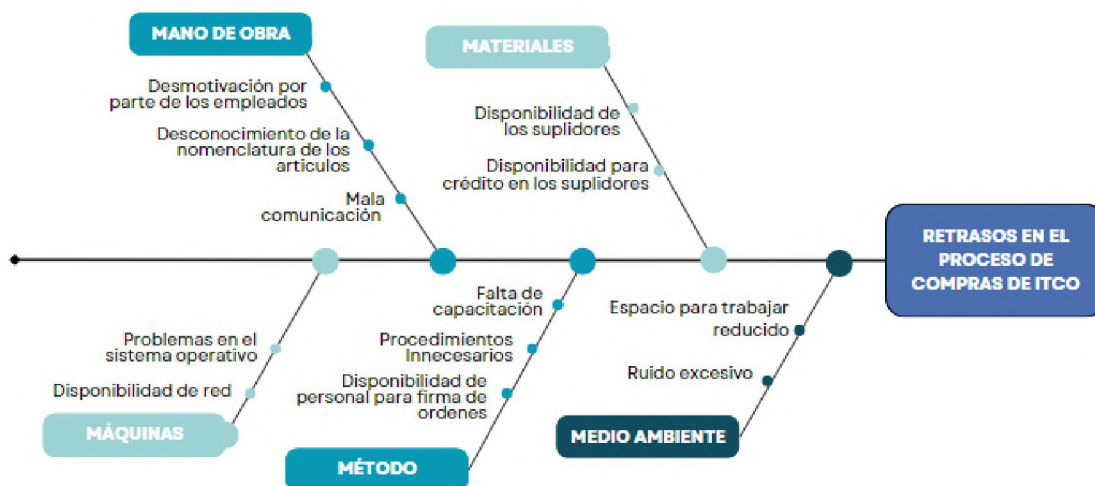 MANO DE OBRA
Desmotivación por
parte de los empleados
Desconocimiento de la
nomenclatura de los
artículos
Mala
comunicación
MATERIALES
Disponibilidad de
los suplidores
Disponibilidad para
crédito en los suplidores
RETRASOS EN EL
PROCESO DE
COMPRAS DE ITCO
Problemas en el
sistema operativo
Disponibilidad de red
MÁQUINAS
Falta de
capacitación
Procedimientos
Innecesarios
Disponibilidad de
personal para firma de
ordenes
MÉTODO
Espacio para trabajar
reducido
Ruido excesivo
MEDIO AMBIENTE